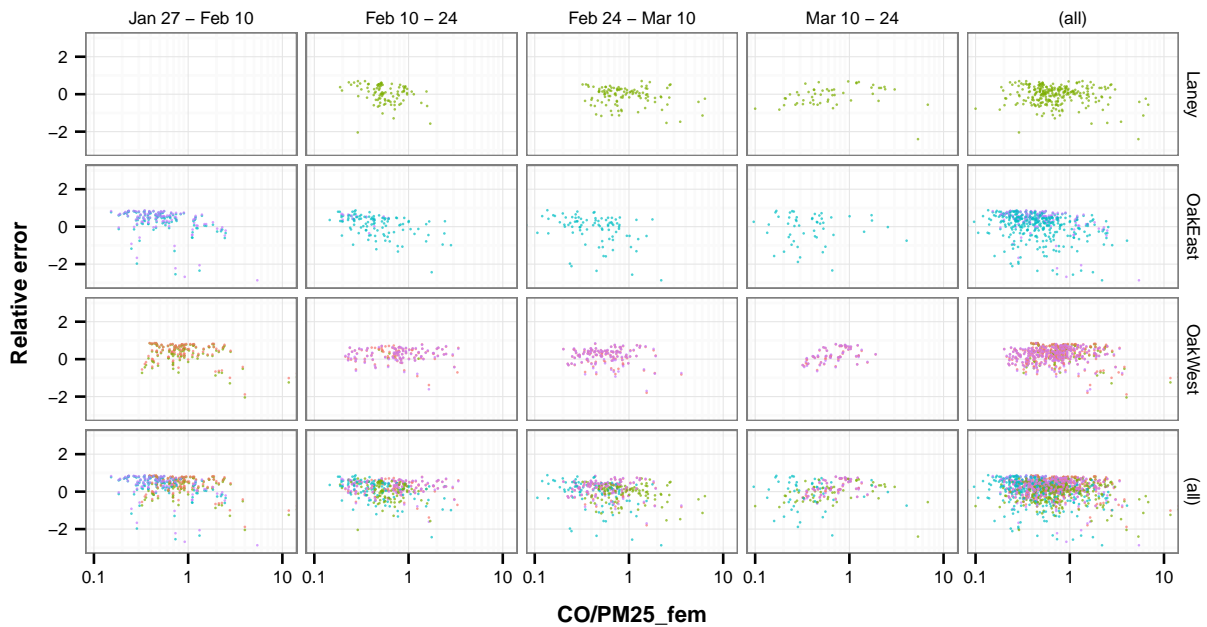 Jan 27 − Feb 10 Feb 10 − 24 Feb 24 − Mar 10 Mar 10 − 24 (all)
Relative error
2
0
−2
Laney
2
0
−2
OakEast
2
0
−2
OakWest
2
0
−2
(all)
0.1 1 10 0.1 1 10 0.1 1 10 0.1 1 10 0.1 1 10
CO/PM25_fem